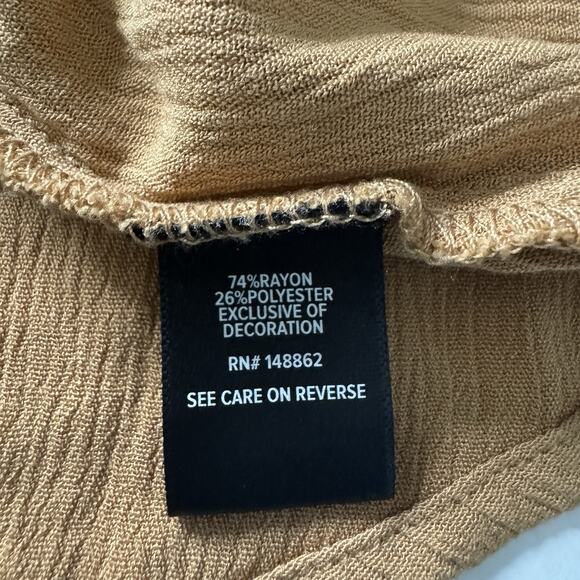 74%RAYON
26%POLYESTER
EXCLUSIVE OF
DECORATION
RN# 148862
SEE CARE ON REVERSE